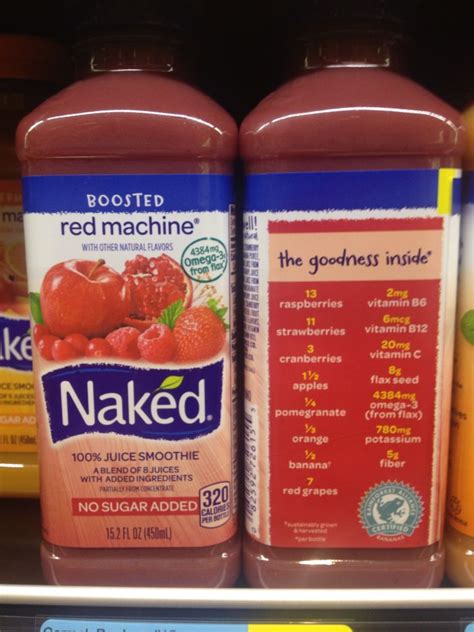 BOOSTED
red machine®
WITH OTHER NATURAL FLAVORS
4384mg
Omega-3
from flax*
Naked®
100% JUICE SMOOTHIE
A BLEND OF 8 JUICES
WITH ADDED INGREDIENTS
PARTIALLY FROM CONCENTRATE
NO SUGAR ADDED
320
CALORIES
PER BOTTLE
15.2 FL OZ (450mL)
the goodness inside*
13
raspberries
11
strawberries
3
cranberries
1½
apples
¼
pomegranate
⅓
orange
½
banana†
7
red grapes
2mg
vitamin B6
6mcg
vitamin B12
20mg
vitamin C
8g
flax seed
4384mg
omega-3
(from flax)
780mg
potassium
5g
fiber
†sustainably grown
& harvested
*per bottle
CERTIFIED
BANANAS